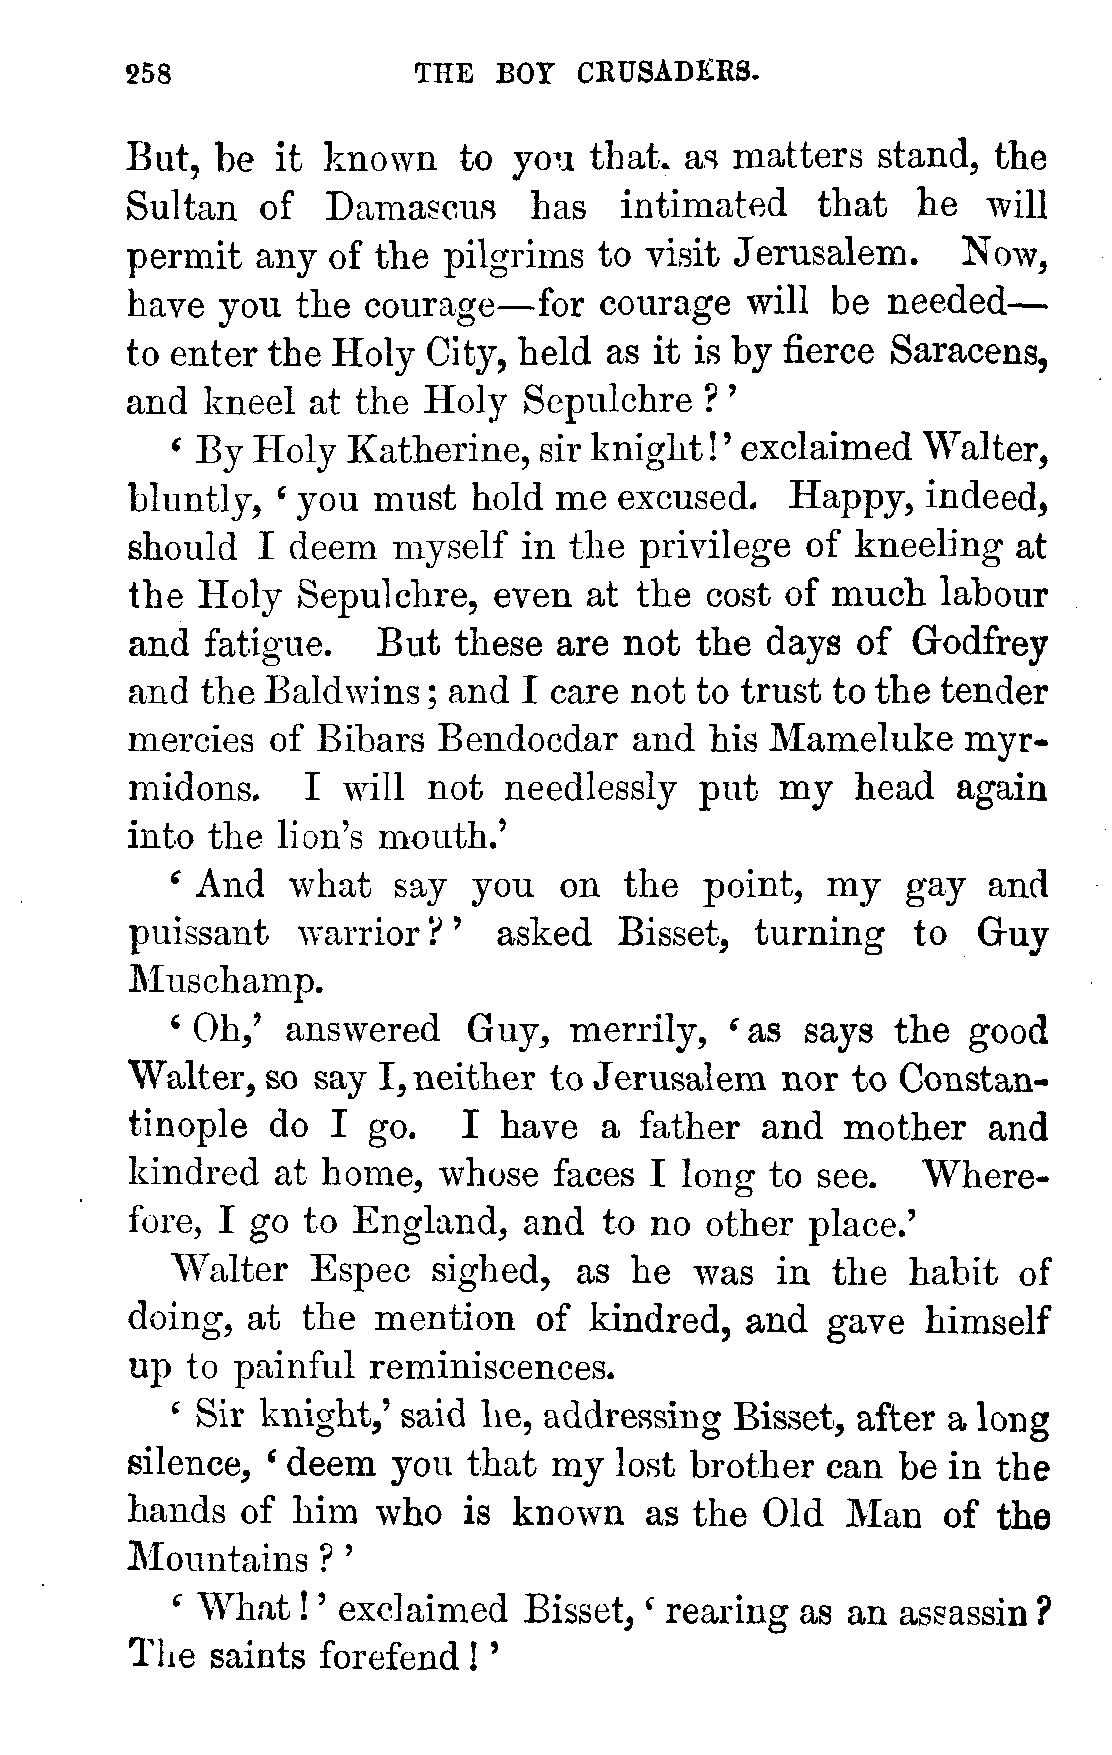 258 THE BOY CRUSADERS.
But, be it known to you that, as matters stand, the
Sultan of Damascus has intimated that he will
permit any of the pilgrims to visit Jerusalem. Now,
have you the courage—for courage will be needed—
to enter the Holy City, held as it is by fierce Saracens,
and kneel at the Holy Sepulchre ?’
‘ By Holy Katherine, sir knight!’ exclaimed Walter,
bluntly, ‘ you must hold me excused. Happy, indeed,
should I deem myself in the privilege of kneeling at
the Holy Sepulchre, even at the cost of much labour
and fatigue. But these are not the days of Godfrey
and the Baldwins; and I care not to trust to the tender
mercies of Bibars Bendocdar and his Mameluke myr-
midons. I will not needlessly put my head again
into the lion’s mouth.’
‘ And what say you on the point, my gay and
puissant warrior?’ asked Bisset, turning to Guy
Muschamp.
‘ Oh,’ answered Guy, merrily, ‘as says the good
Walter, so say I, neither to Jerusalem nor to Constan-
tinople do I go. I have a father and mother and
kindred at home, whose faces I long to see. Where-
fore, I go to England, and to no other place.’
Walter Espec sighed, as he was in the habit of
doing, at the mention of kindred, and gave himself
up to painful reminiscences.
‘ Sir knight,’ said he, addressing Bisset, after a long
silence, ‘ deem you that my lost brother can be in the
hands of him who is known as the Old Man of the
Mountains ?’
‘ What!’ exclaimed Bisset, ‘ rearing as an assassin?
The saints forefend!’